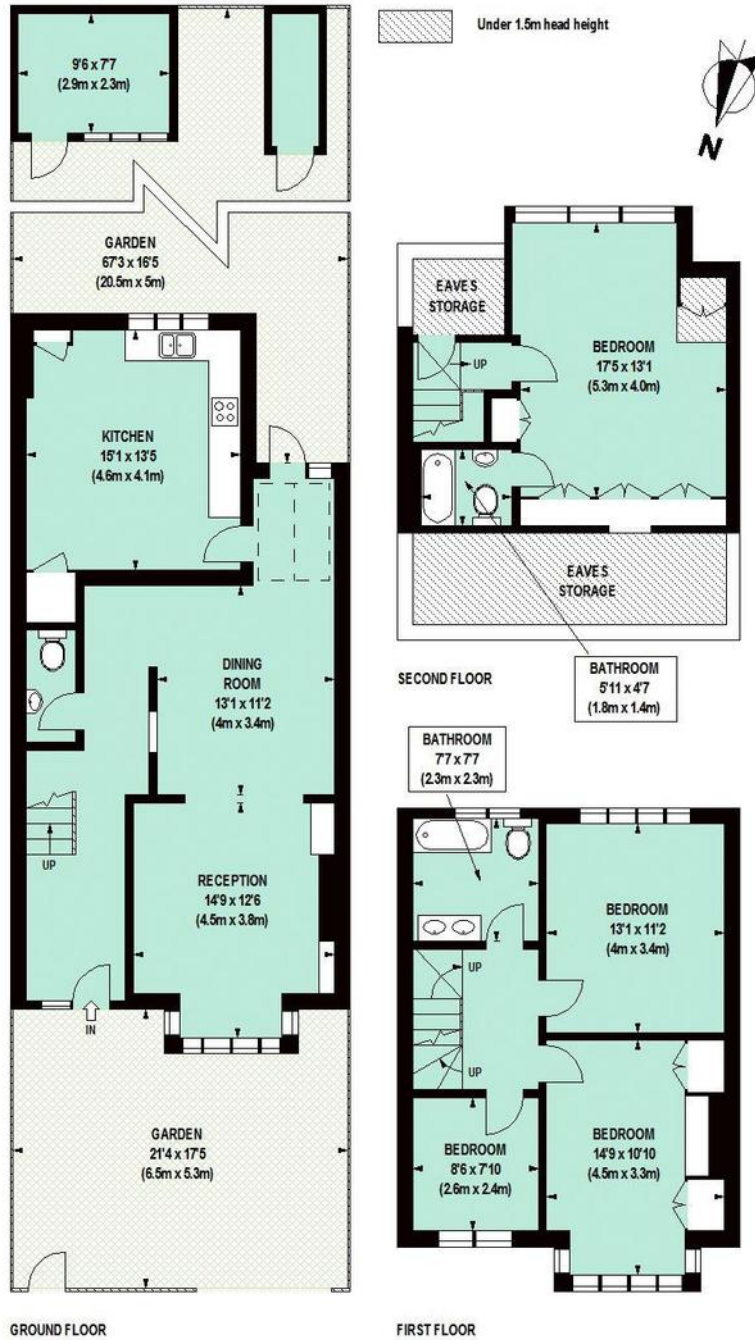 Under 1.5m head height
N
9'6 x 7'7
(2.9m x 2.3m)
GARDEN
67'3 x 16'5
(20.5m x 5m)
KITCHEN
15'1 x 13'5
(4.6m x 4.1m)
DINING
ROOM
13'1 x 11'2
(4m x 3.4m)
UP
RECEPTION
14'9 x 12'6
(4.5m x 3.8m)
IN
GARDEN
21'4 x 17'5
(6.5m x 5.3m)
GROUND FLOOR
EAVES
STORAGE
UP
BEDROOM
17'5 x 13'1
(5.3m x 4.0m)
EAVES
STORAGE
SECOND FLOOR
BATHROOM
5'11 x 4'7
(1.8m x 1.4m)
BATHROOM
7'7 x 7'7
(2.3m x 2.3m)
BEDROOM
13'1 x 11'2
(4m x 3.4m)
UP
UP
BEDROOM
8'6 x 7'10
(2.6m x 2.4m)
BEDROOM
14'9 x 10'10
(4.5m x 3.3m)
FIRST FLOOR